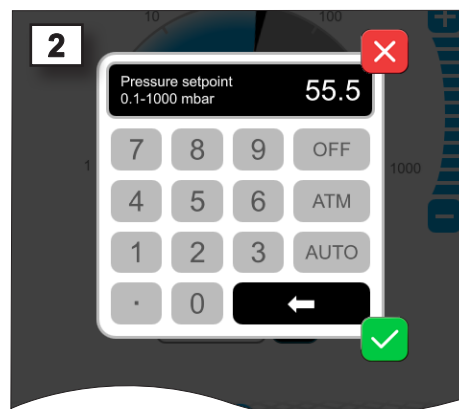 10 100
2
Pressure setpoint
0.1-1000 mbar
55.5
7 8 9 OFF
1 1000
4 5 6 ATM
1 2 3 AUTO
. 0